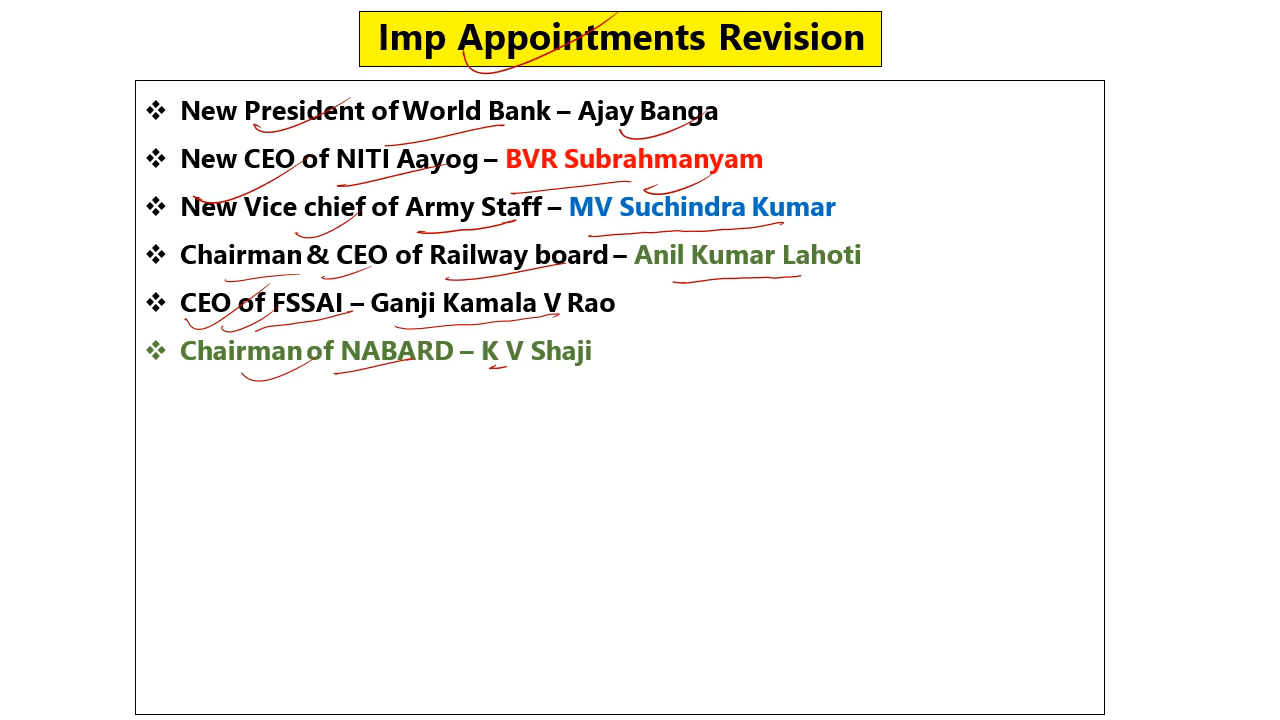 Imp Appointments Revision
❖ New President of World Bank – Ajay Banga
❖ New CEO of NITI Aayog – BVR Subrahmanyam
❖ New Vice chief of Army Staff – MV Suchindra Kumar
❖ Chairman & CEO of Railway board – Anil Kumar Lahoti
❖ CEO of FSSAI – Ganji Kamala V Rao
❖ Chairman of NABARD – K V Shaji